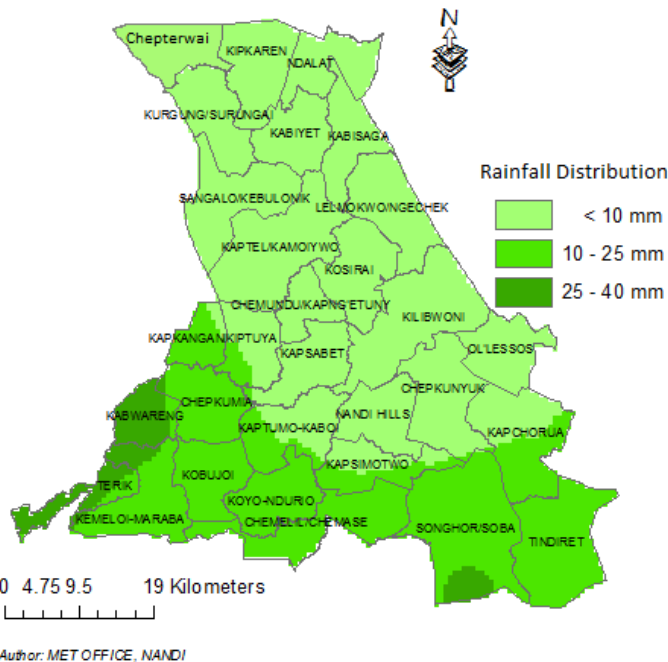 N
Chepterwai
KIPKAREN
NDALAT
KURGUNG/SURUNGAI
KABIYET
KABISAGA
Rainfall Distribution
SANGALO/KEBULONIK
LELMOKWO/NGECHEK
< 10 mm
KAPTEL/KAMOIYWO
10 - 25 mm
KOSIRAI
25 - 40 mm
CHEMUNDU/KAPNG'ETUNY
KILIBWONI
KAPKANGANI
KIPTUYA
KAPSABET
OL'LESSOS
CHEPKUNYUK
CHEPKUMIA
KABWARENG
NANDI HILLS
KAPTUMO-KABOI
KAPCHORUA
KAPSIMOTWO
KOBUJOI
TERIK
KOYO-NDURIO
KEMELOI-MARABA
CHEMELIL/CHEMASE
SONGHOR/SOBA
TINDIRET
0 4.75 9.5 19 Kilometers
Author: MET OFFICE, NANDI